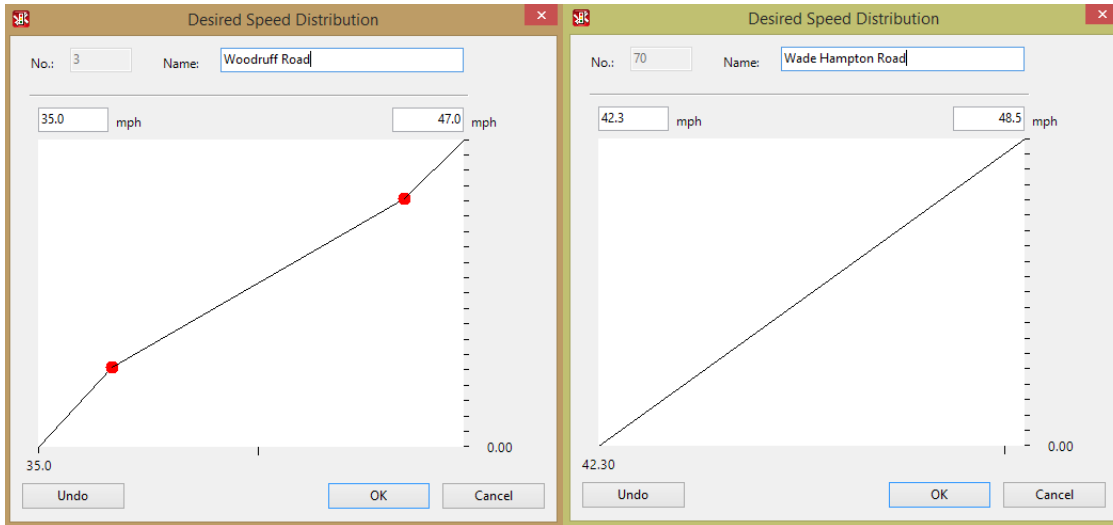 Desired Speed Distribution
No.: 3 Name: Woodruff Road
35.0 mph 47.0 mph
0.00
35.0
Undo OK Cancel
Desired Speed Distribution
No.: 70 Name: Wade Hampton Road
42.3 mph 48.5 mph
0.00
42.30
Undo OK Cancel